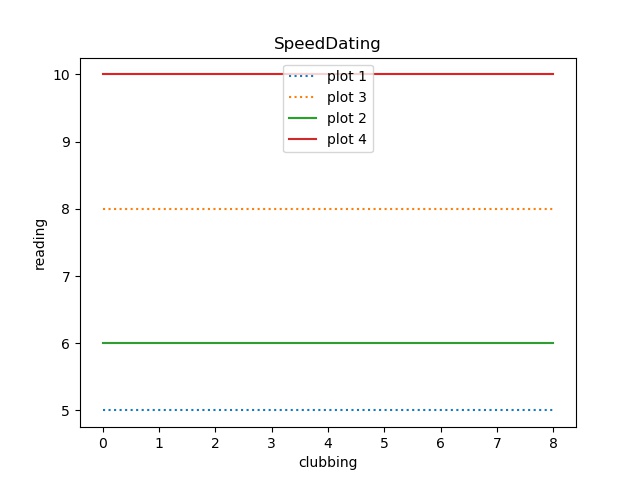 SpeedDating
plot 1
plot 3
plot 2
plot 4
reading
10
9
8
7
6
5
0 1 2 3 4 5 6 7 8
clubbing